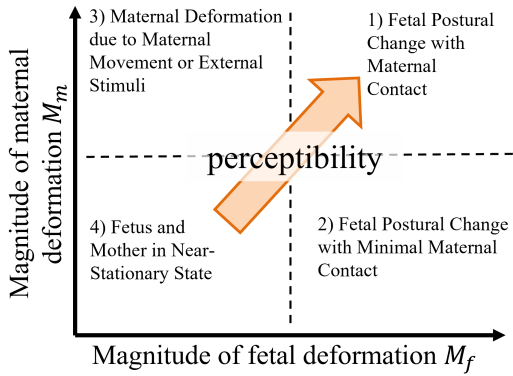 3) Maternal Deformation
due to Maternal
Movement or External
Stimuli
1) Fetal Postural
Change with
Maternal
Contact
perceptibility
4) Fetus and
Mother in Near-
Stationary State
2) Fetal Postural Change
with Minimal Maternal
Contact
Magnitude of maternal
deformation M_m
Magnitude of fetal deformation M_f